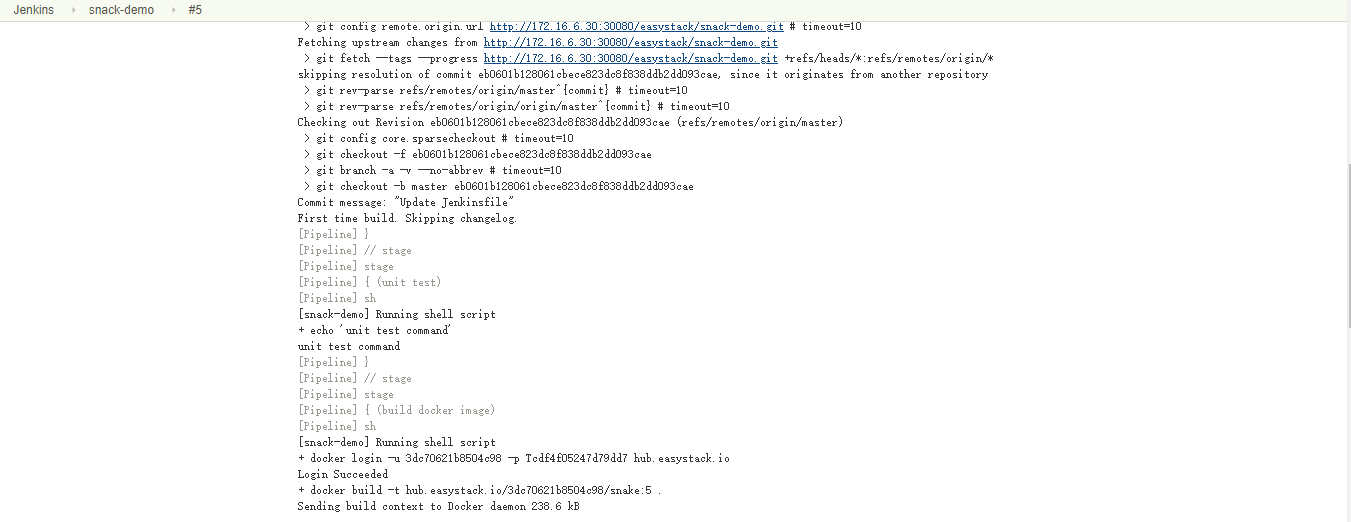 Jenkins › snack-demo › #5
> git config remote.origin.url http://172.16.6.30:30080/easystack/snack-demo.git # timeout=10
Fetching upstream changes from http://172.16.6.30:30080/easystack/snack-demo.git
> git fetch --tags --progress http://172.16.6.30:30080/easystack/snack-demo.git +refs/heads/*:refs/remotes/origin/*
skipping resolution of commit eb0601b128061cbece823dc8f838ddb2dd093cae, since it originates from another repository
> git rev-parse refs/remotes/origin/master^{commit} # timeout=10
> git rev-parse refs/remotes/origin/origin/master^{commit} # timeout=10
Checking out Revision eb0601b128061cbece823dc8f838ddb2dd093cae (refs/remotes/origin/master)
> git config core.sparsecheckout # timeout=10
> git checkout -f eb0601b128061cbece823dc8f838ddb2dd093cae
> git branch -a -v --no-abbrev # timeout=10
> git checkout -b master eb0601b128061cbece823dc8f838ddb2dd093cae
Commit message: "Update Jenkinsfile"
First time build. Skipping changelog.
[Pipeline] }
[Pipeline] // stage
[Pipeline] stage
[Pipeline] { (unit test)
[Pipeline] sh
[snack-demo] Running shell script
+ echo 'unit test command'
unit test command
[Pipeline] }
[Pipeline] // stage
[Pipeline] stage
[Pipeline] { (build docker image)
[Pipeline] sh
[snack-demo] Running shell script
+ docker login -u 3dc70621b8504c98 -p Tcdf4f05247d79dd7 hub.easystack.io
Login Succeeded
+ docker build -t hub.easystack.io/3dc70621b8504c98/snake:5 .
Sending build context to Docker daemon 238.6 kB